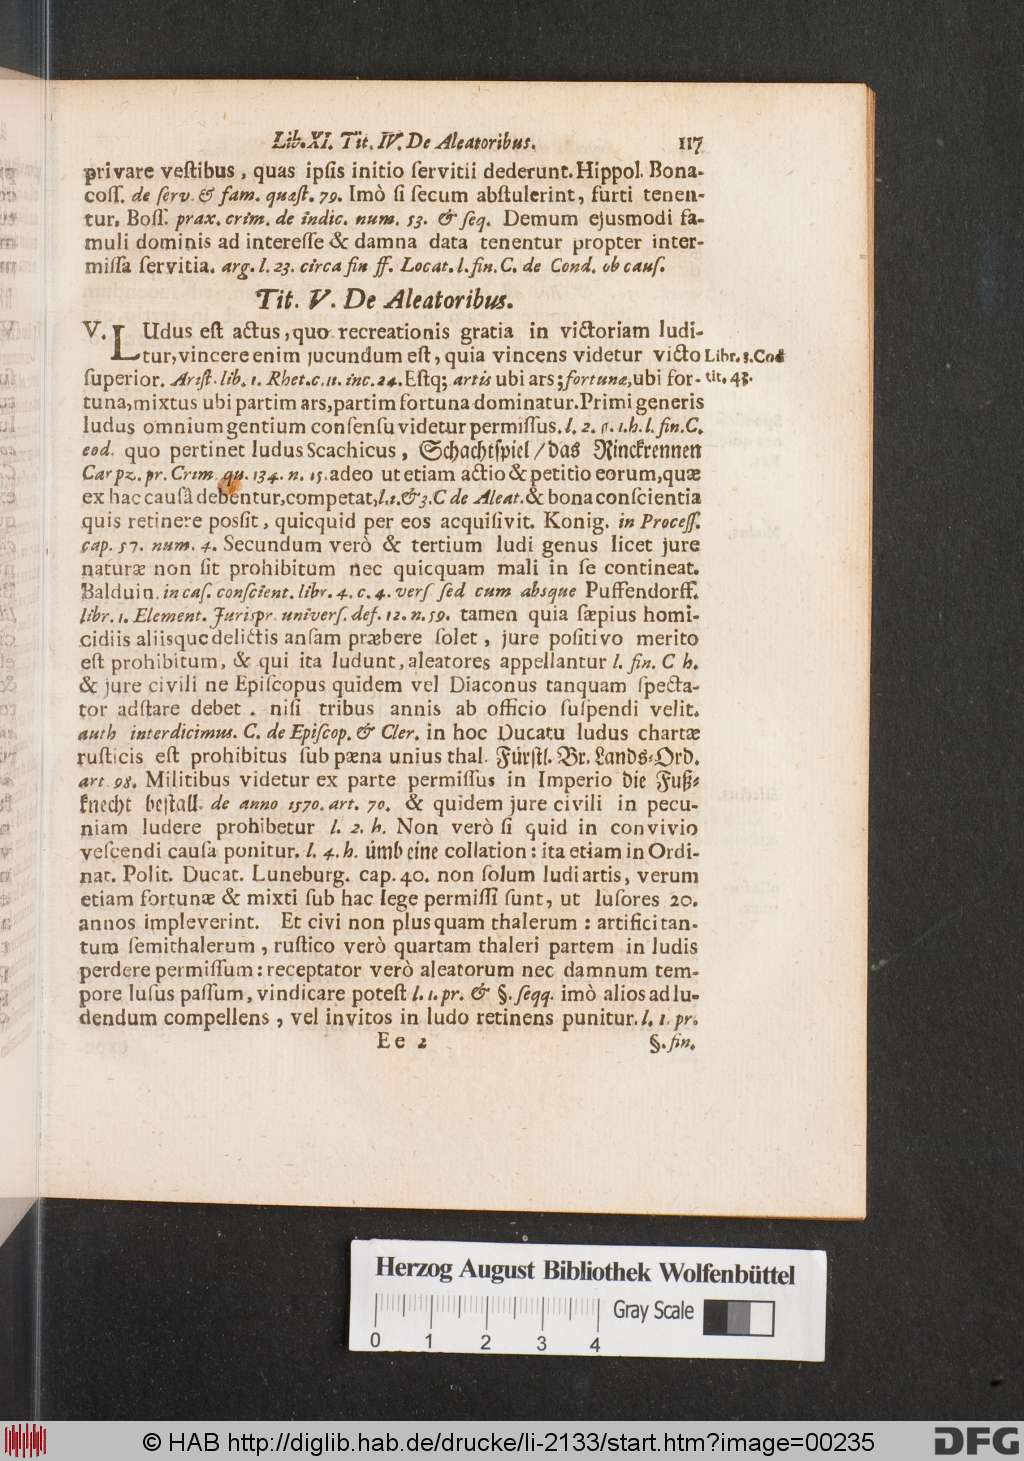 Lib. XI. Tit. IV. De Aleatoribus. 117
privare veſtibus, quas ipſis initio ſervitii dederunt. Hippol. Bona-
coſſ. de ſerv. & fam. quæſt. 79. Imò ſi ſecum abſtulerint, furti tenen-
tur. Boſſ. prax. crim. de indic. num. 53. & ſeq. Demum ejusmodi fa-
muli dominis ad intereſſe & damna data tenentur propter inter-
miſſa ſervitia. arg. l. 23. circa fin ff. Locat. l. fin. C. de Cond. ob cauſ.
Tit. V. De Aleatoribus.
V. LUdus eſt actus, quo recreationis gratia in victoriam ludi-
tur, vincere enim jucundum eſt, quia vincens videtur victo Libr. 3. Cod
ſuperior. Ariſt. lib. 1. Rhet. c. 11. inc. 24. Eſtq; artis ubi ars; fortunæ, ubi for- tit. 43.
tuna, mixtus ubi partim ars, partim fortuna dominatur. Primi generis
ludus omnium gentium conſenſu videtur permiſſus. l. 2. §. 1. h. l. fin. C.
eod. quo pertinet ludus Scachicus, Schachtſpiel / das Rinckrennen
Carpz. pr. Crim. qu. 134. n. 15. adeo ut etiam actio & petitio eorum, quæ
ex hac cauſâ debentur, competat, l. 1. & 3. C de Aleat. & bona conſcientia
quis retinere poſſit, quicquid per eos acquiſivit. Konig. in Proceſſ.
cap. 57. num. 4. Secundum verò & tertium ludi genus licet jure
naturæ non ſit prohibitum nec quicquam mali in ſe contineat.
Balduin. in caſ. conſcient. libr. 4. c. 4. verſ ſed cum absque Puffendorff.
libr. 1. Element. Jurispr. univerſ. def. 12. n. 59. tamen quia ſæpius homi-
cidiis aliisque delictis anſam præbere ſolet, jure poſitivo merito
eſt prohibitum, & qui ita ludunt, aleatores appellantur l. fin. C h.
& jure civili ne Epiſcopus quidem vel Diaconus tanquam ſpecta-
tor adſtare debet. niſi tribus annis ab officio ſuſpendi velit.
auth interdicimus. C. de Epiſcop. & Cler. in hoc Ducatu ludus chartæ
ruſticis eſt prohibitus ſub pæna unius thal. Fürſtl. Br. Lands-Ord.
art. 98. Militibus videtur ex parte permiſſus in Imperio die Fuß-
knecht beſtall. de anno 1570. art. 70. & quidem jure civili in pecu-
niam ludere prohibetur l. 2. h. Non verò ſi quid in convivio
veſcendi cauſa ponitur. l. 4. h. ümb eine collation: ita etiam in Ordi-
nat. Polit. Ducat. Luneburg. cap. 40. non ſolum ludi artis, verum
etiam fortunæ & mixti ſub hac lege permiſſi ſunt, ut luſores 20.
annos impleverint. Et civi non plus quam thalerum: artifici tan-
tum ſemithalerum, ruſtico verò quartam thaleri partem in ludis
perdere permiſſum: receptator verò aleatorum nec damnum tem-
pore luſus paſſum, vindicare poteſt l. 1. pr. & §. ſeqq. imò alios ad lu-
dendum compellens, vel invitos in ludo retinens punitur. l. 1. pr.
Ee 2 §. fin.
Herzog August Bibliothek Wolfenbüttel
Gray Scale
0 1 2 3 4
© HAB http://diglib.hab.de/drucke/li-2133/start.htm?image=00235
DFG